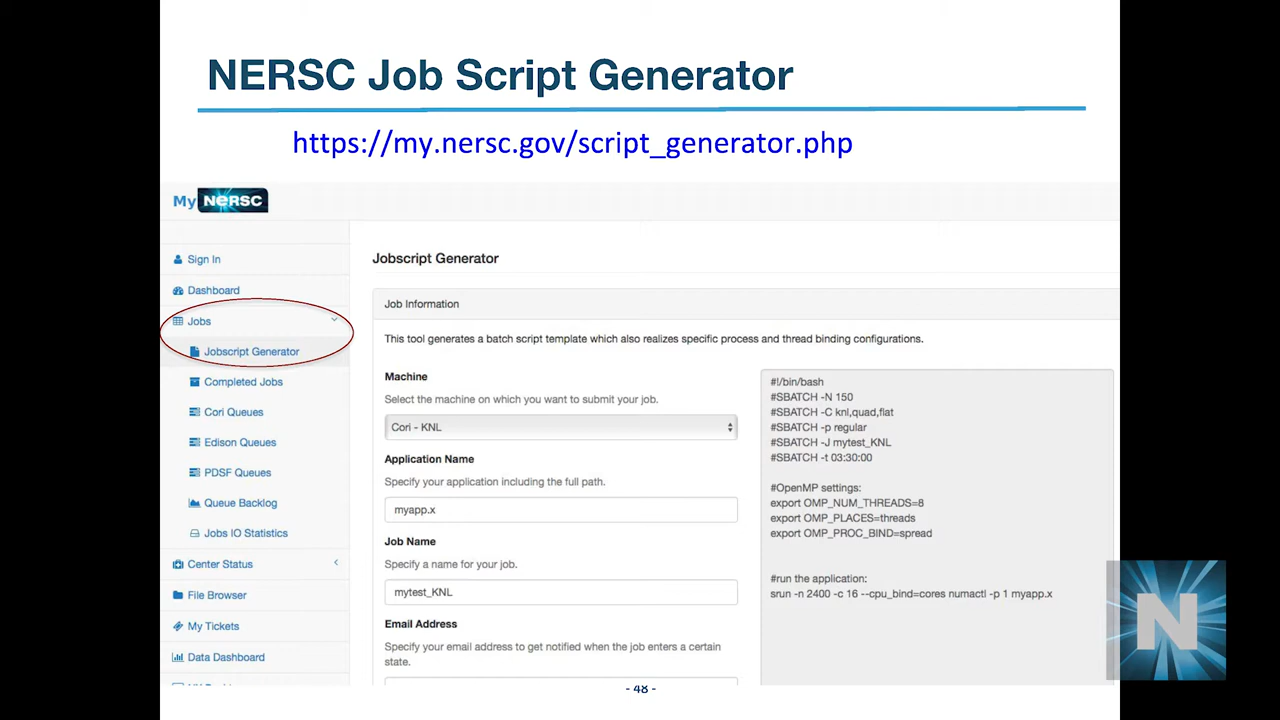 NERSC Job Script Generator
https://my.nersc.gov/script_generator.php
My NERSC
Sign In
Dashboard
Jobs
Jobscript Generator
Completed Jobs
Cori Queues
Edison Queues
PDSF Queues
Queue Backlog
Jobs IO Statistics
Center Status
File Browser
My Tickets
Data Dashboard
Jobscript Generator
Job Information
This tool generates a batch script template which also realizes specific process and thread binding configurations.
Machine
Select the machine on which you want to submit your job.
Cori - KNL
Application Name
Specify your application including the full path.
myapp.x
Job Name
Specify a name for your job.
mytest_KNL
Email Address
Specify your email address to get notified when the job enters a certain
state.
#!/bin/bash
#SBATCH -N 150
#SBATCH -C knl,quad,flat
#SBATCH -p regular
#SBATCH -J mytest_KNL
#SBATCH -t 03:30:00
#OpenMP settings:
export OMP_NUM_THREADS=8
export OMP_PLACES=threads
export OMP_PROC_BIND=spread
#run the application:
srun -n 2400 -c 16 --cpu_bind=cores numactl -p 1 myapp.x
N
- 48 -